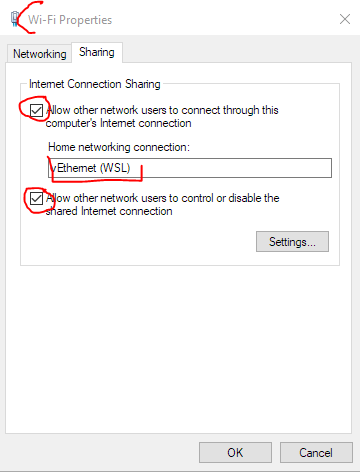 Wi-Fi Properties
Networking Sharing
Internet Connection Sharing
Allow other network users to connect through this
computer's Internet connection
Home networking connection:
vEthernet (WSL)
Allow other network users to control or disable the
shared Internet connection
Settings...
OK Cancel